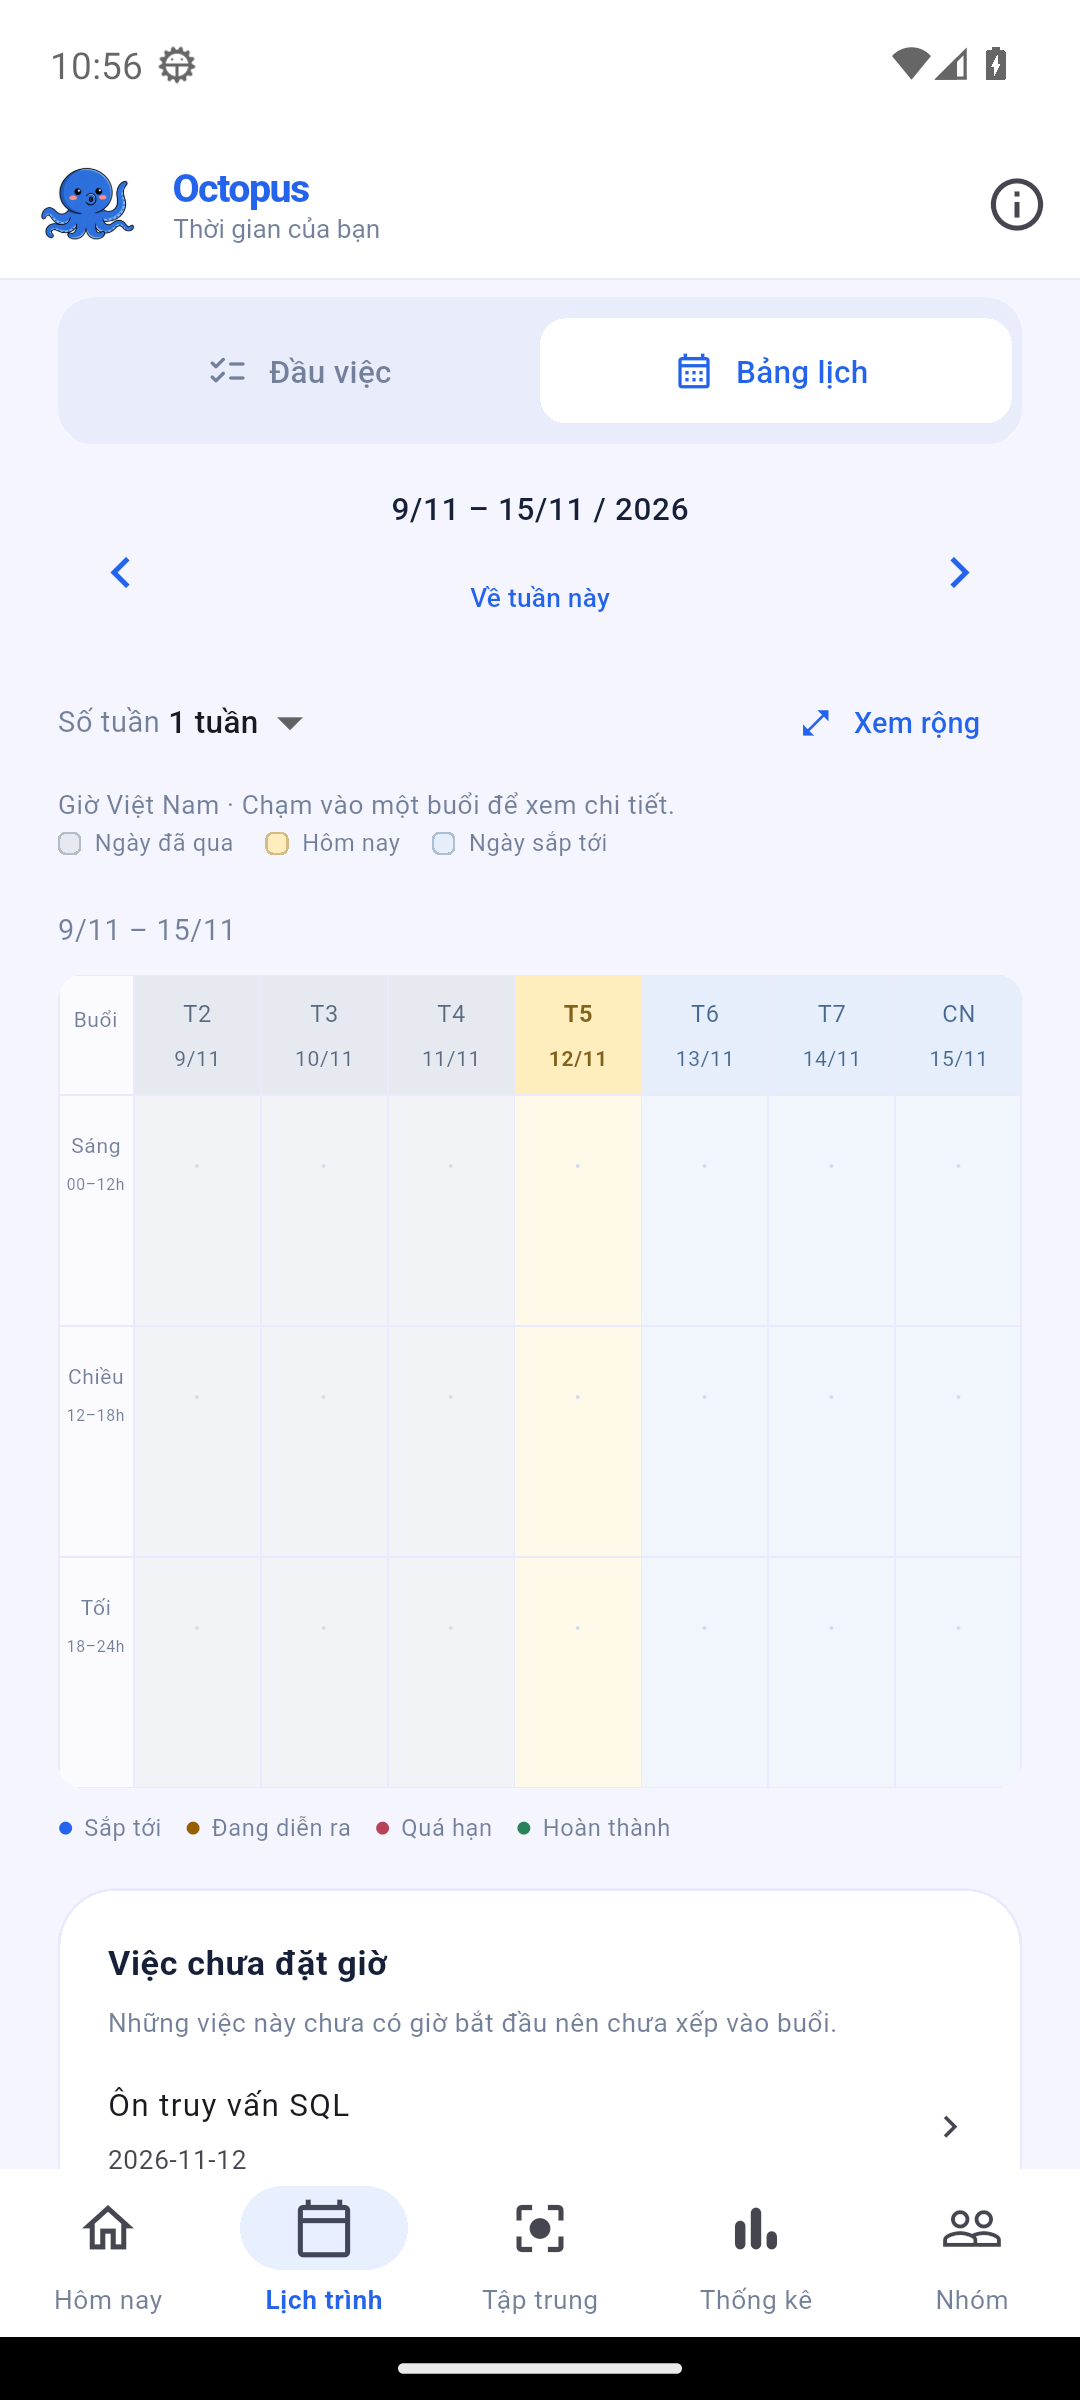 10:56
Octopus
Thời gian của bạn
Đầu việc
Bảng lịch
9/11 – 15/11 / 2026
Về tuần này
Số tuần 1 tuần
Xem rộng
Giờ Việt Nam · Chạm vào một buổi để xem chi tiết.
Ngày đã qua Hôm nay Ngày sắp tới
9/11 – 15/11
Buổi T2 T3 T4 T5 T6 T7 CN
9/11 10/11 11/11 12/11 13/11 14/11 15/11
Sáng
00–12h
Chiều
12–18h
Tối
18–24h
Sắp tới Đang diễn ra Quá hạn Hoàn thành
Việc chưa đặt giờ
Những việc này chưa có giờ bắt đầu nên chưa xếp vào buổi.
Ôn truy vấn SQL
2026-11-12
Hôm nay Lịch trình Tập trung Thống kê Nhóm